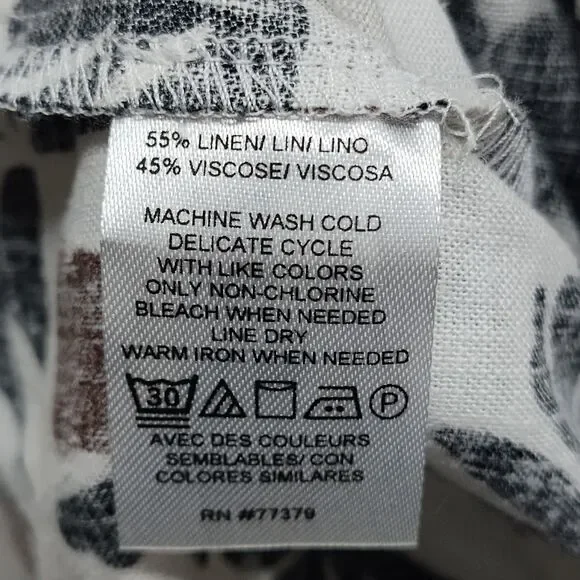 55% LINEN/ LIN/ LINO
45% VISCOSE/ VISCOSA
MACHINE WASH COLD
DELICATE CYCLE
WITH LIKE COLORS
ONLY NON-CHLORINE
BLEACH WHEN NEEDED
LINE DRY
WARM IRON WHEN NEEDED
30 P
AVEC DES COULEURS
SEMBLABLES/ CON
COLORES SIMILARES
RN #77379